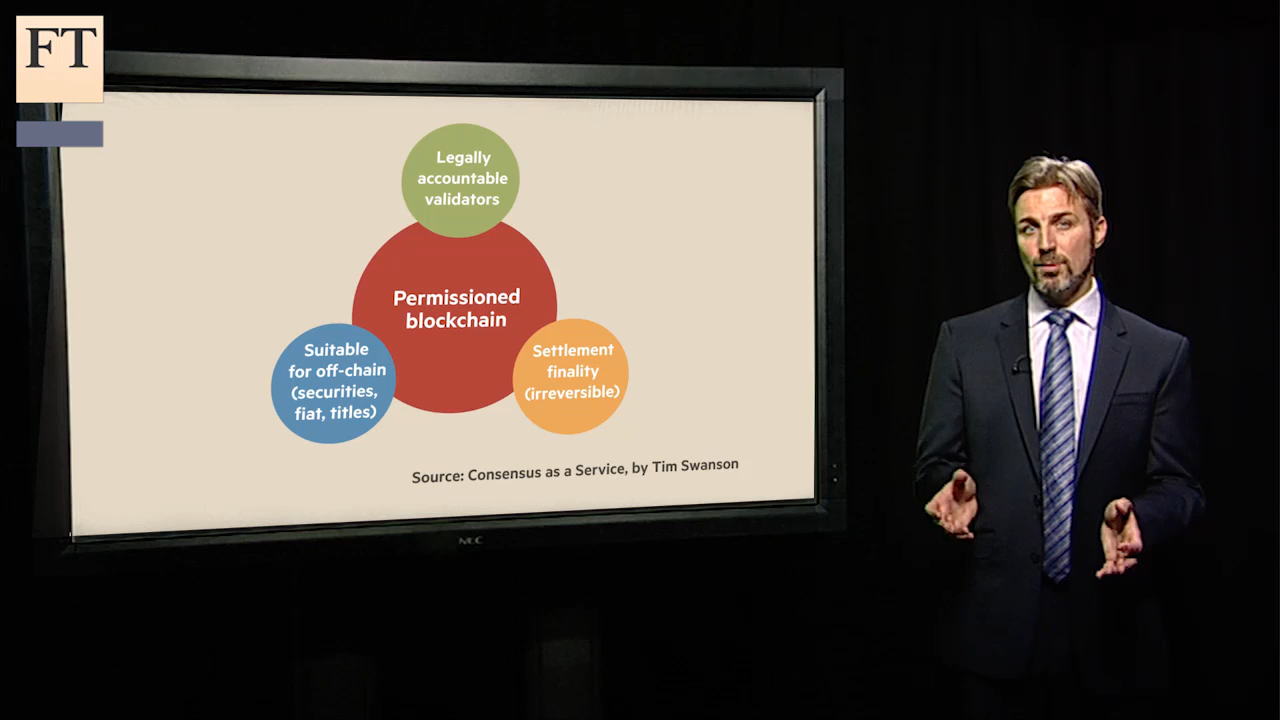 FT
Legally
accountable
validators
Permissioned
blockchain
Suitable
for off-chain
(securities,
fiat, titles)
Settlement
finality
(irreversible)
Source: Consensus as a Service, by Tim Swanson
NEC